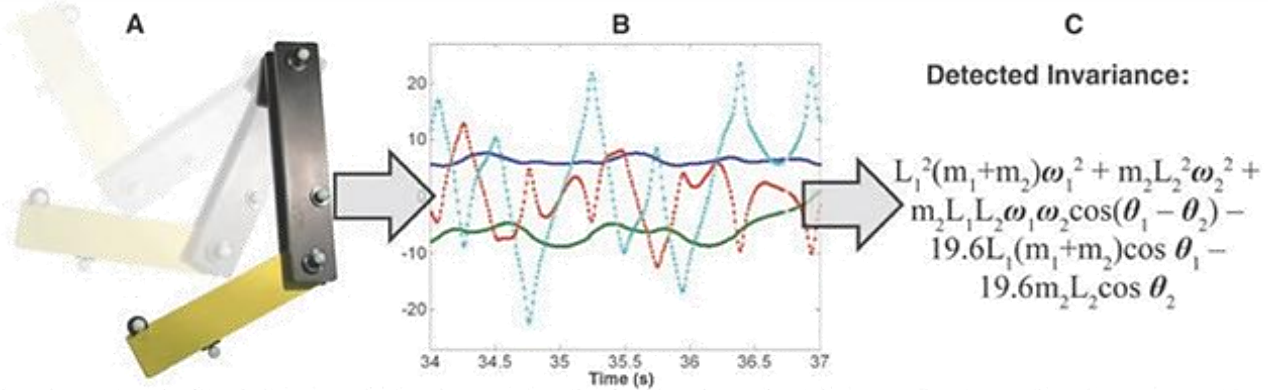 A
B
C
Detected Invariance:
20
10
-10
-20
34 34.5 35 35.5 36 36.5 37
Time (s)
L₁²(m₁+m₂)ω₁² + m₂L₂²ω₂² +
m₂L₁L₂ω₁ω₂cos(θ₁ − θ₂) −
19.6L₁(m₁+m₂)cos θ₁ −
19.6m₂L₂cos θ₂